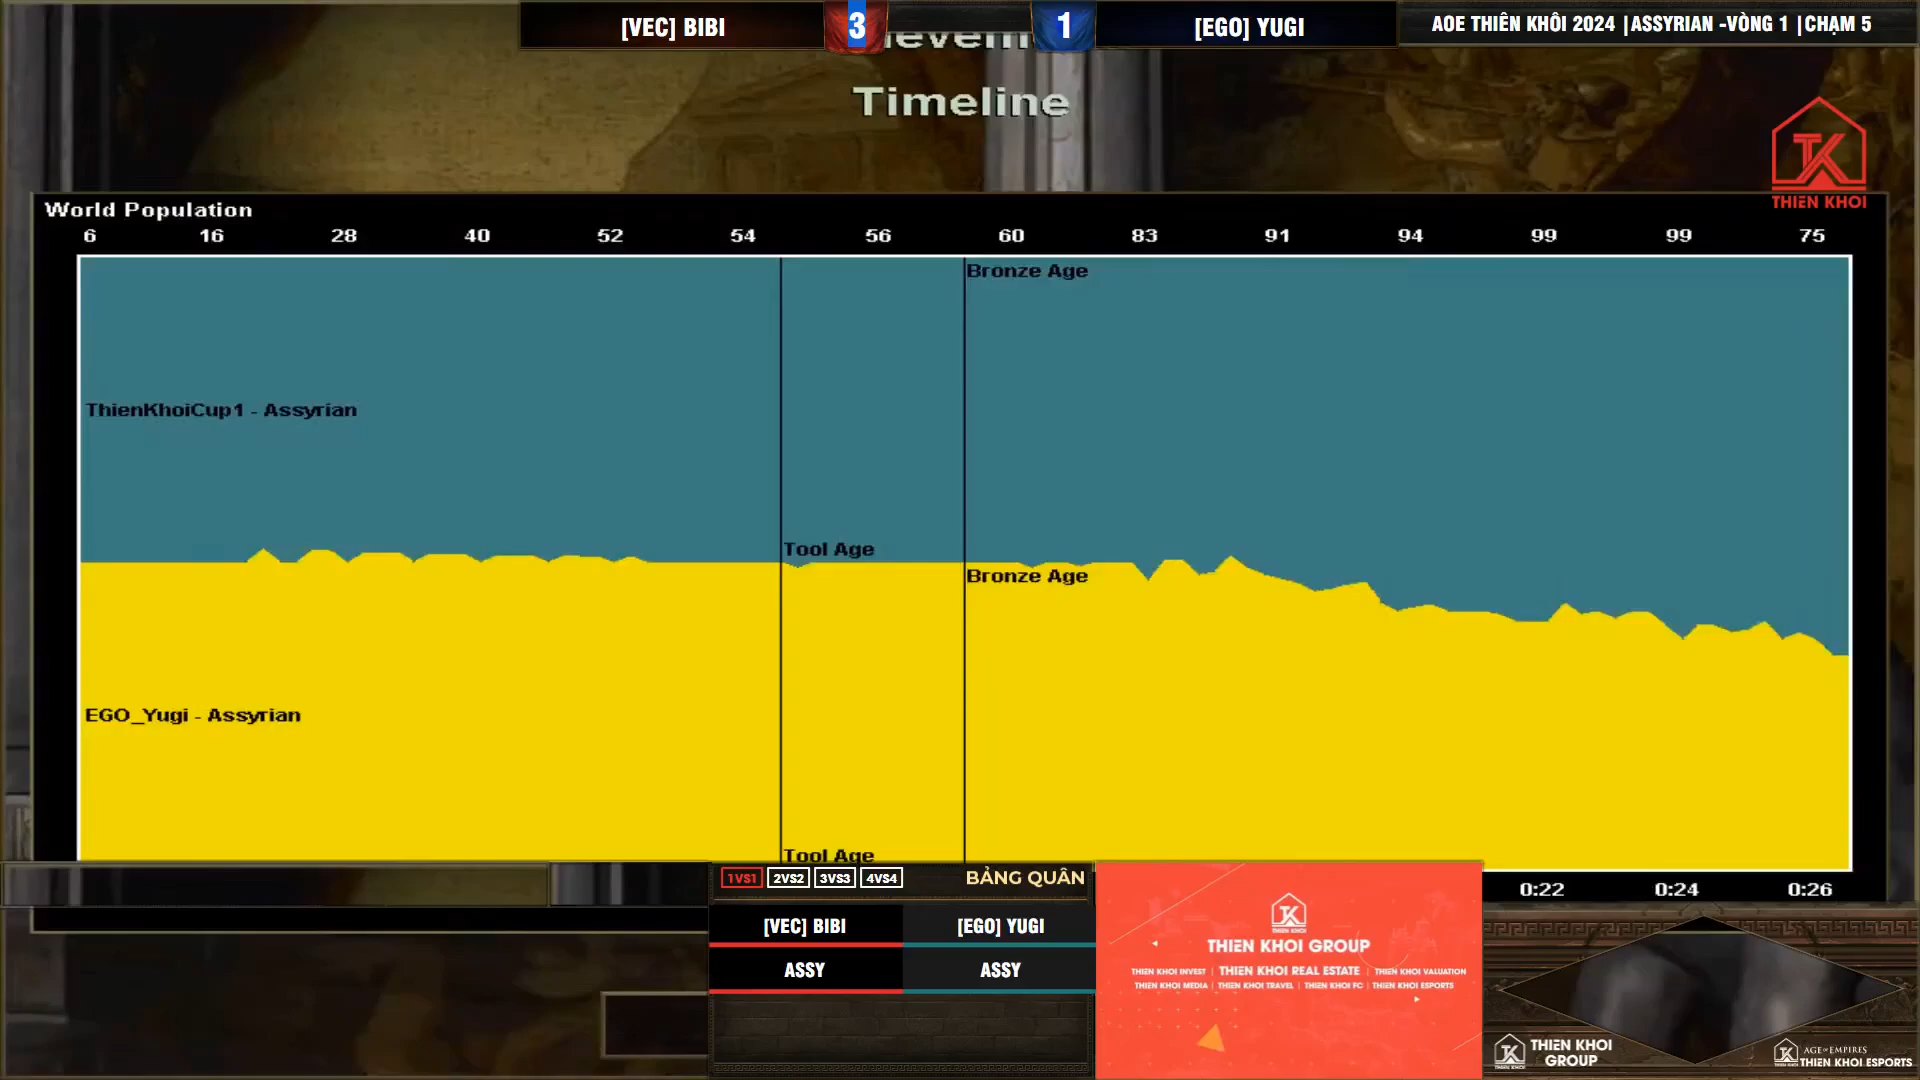 [VEC] BIBI
3
1
[EGO] YUGI
AOE THIÊN KHÔI 2024 |ASSYRIAN -VÒNG 1 |CHẠM 5
Timeline
TK
THIEN KHOI
World Population
6 16 28 40 52 54 56 60 83 91 94 99 99 75
Bronze Age
ThienKhoiCup1 - Assyrian
Tool Age
Bronze Age
EGO_Yugi - Assyrian
Tool Age
0:22 0:24 0:26
1VS1 2VS2 3VS3 4VS4 BẢNG QUÂN
[VEC] BIBI [EGO] YUGI
ASSY ASSY
THIEN KHOI GROUP
THIEN KHOI INVEST | THIEN KHOI REAL ESTATE | THIEN KHOI VALUATION
THIEN KHOI MEDIA | THIEN KHOI TRAVEL | THIEN KHOI FC | THIEN KHOI ESPORTS
THIEN KHOI
GROUP
AGE OF EMPIRES
THIEN KHOI ESPORTS